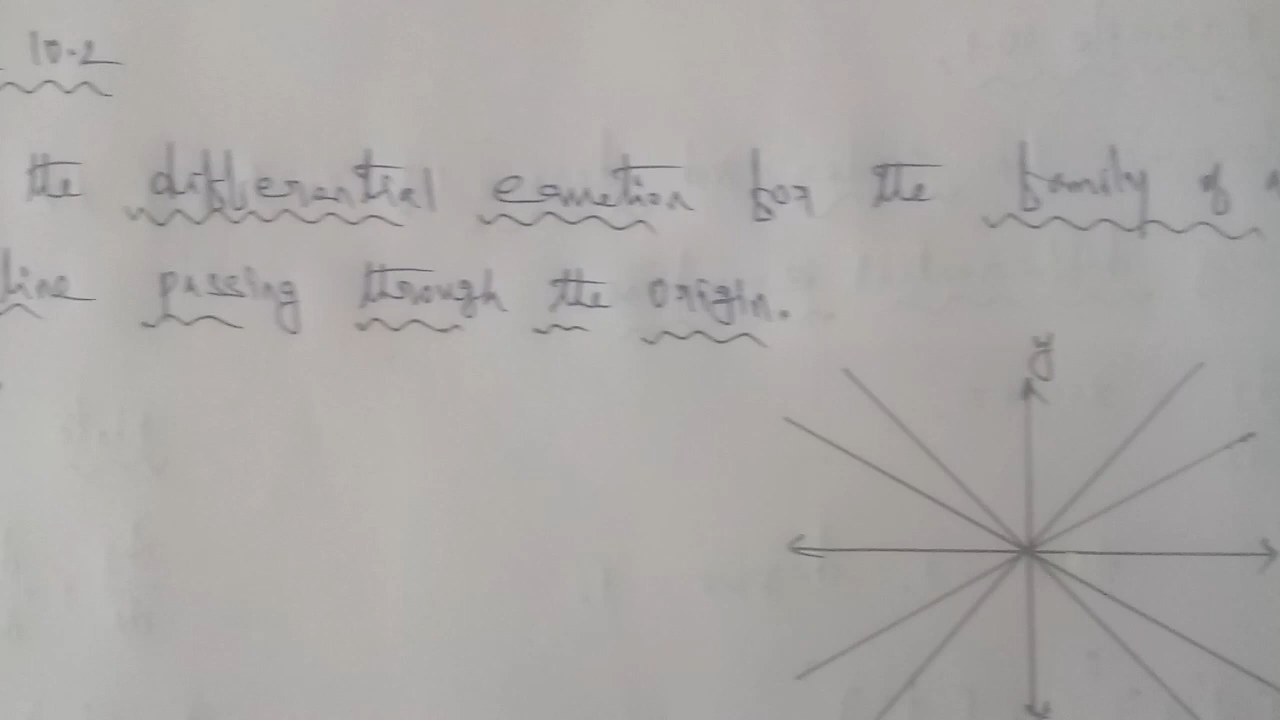 10.2
the differential equation for the family of
line passing through the origin.
y